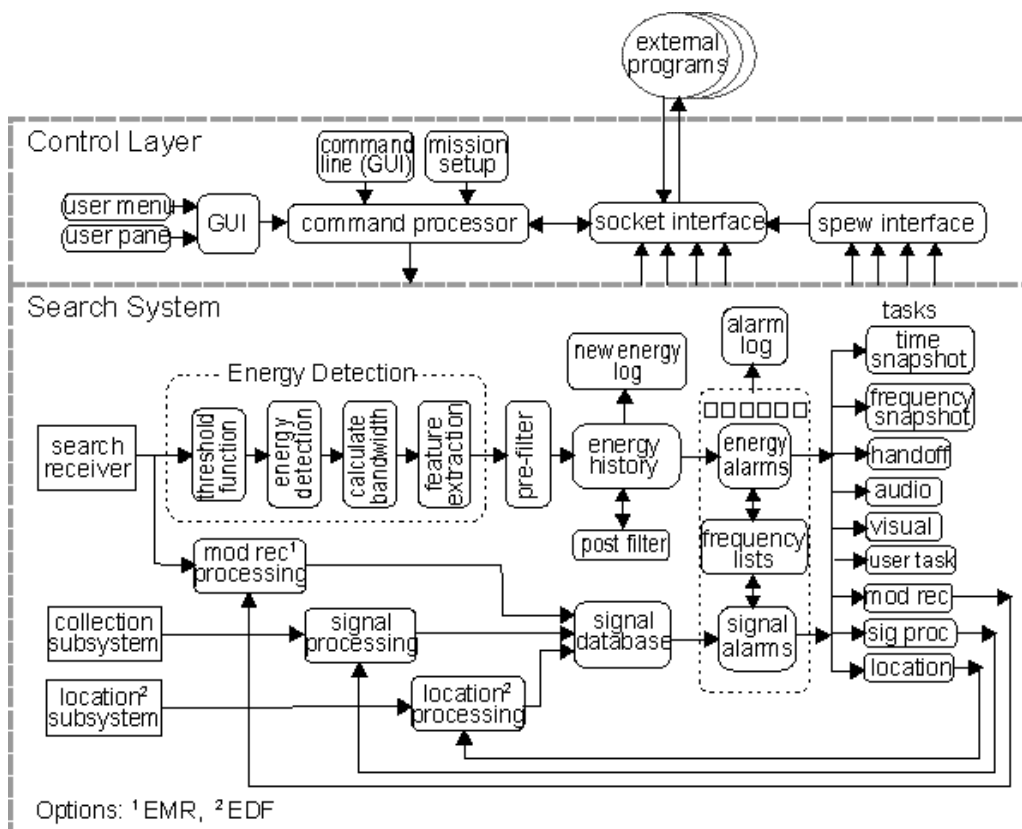 external
programs
Control Layer
command
line (GUI)
mission
setup
user menu
user pane
GUI
command processor
socket interface
spew interface
Search System
tasks
alarm
log
time
snapshot
new energy
log
Energy Detection
frequency
snapshot
search
receiver
threshold
function
energy
detection
calculate
bandwidth
feature
extraction
pre-filter
energy
history
energy
alarms
handoff
audio
visual
post filter
frequency
lists
user task
mod rec¹
processing
mod rec
collection
subsystem
signal
processing
signal
database
signal
alarms
sig proc
location
location²
subsystem
location²
processing
Options: ¹ EMR, ² EDF